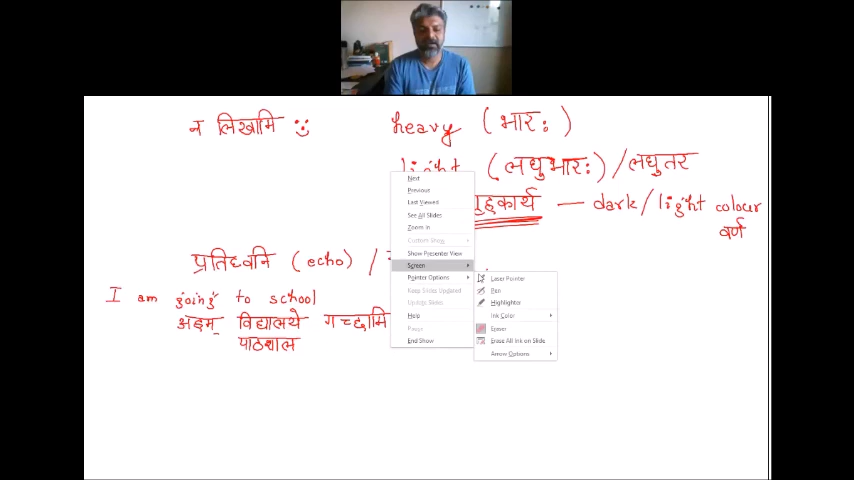 न लिखामि heavy (भारः)
light (लघुभारः)/लघुतर
गृहकार्य — dark/light colour
वर्ण
प्रतिध्वनि (echo) /
I am going to school
अहम् विद्यालये गच्छामि
पाठशाल
Next
Previous
Last Viewed
See All Slides
Zoom In
Custom Show
Show Presenter View
Screen
Pointer Options
Keep Slides Updated
Update Slides
Help
Pause
End Show
Laser Pointer
Pen
Highlighter
Ink Color
Eraser
Erase All Ink on Slide
Arrow Options